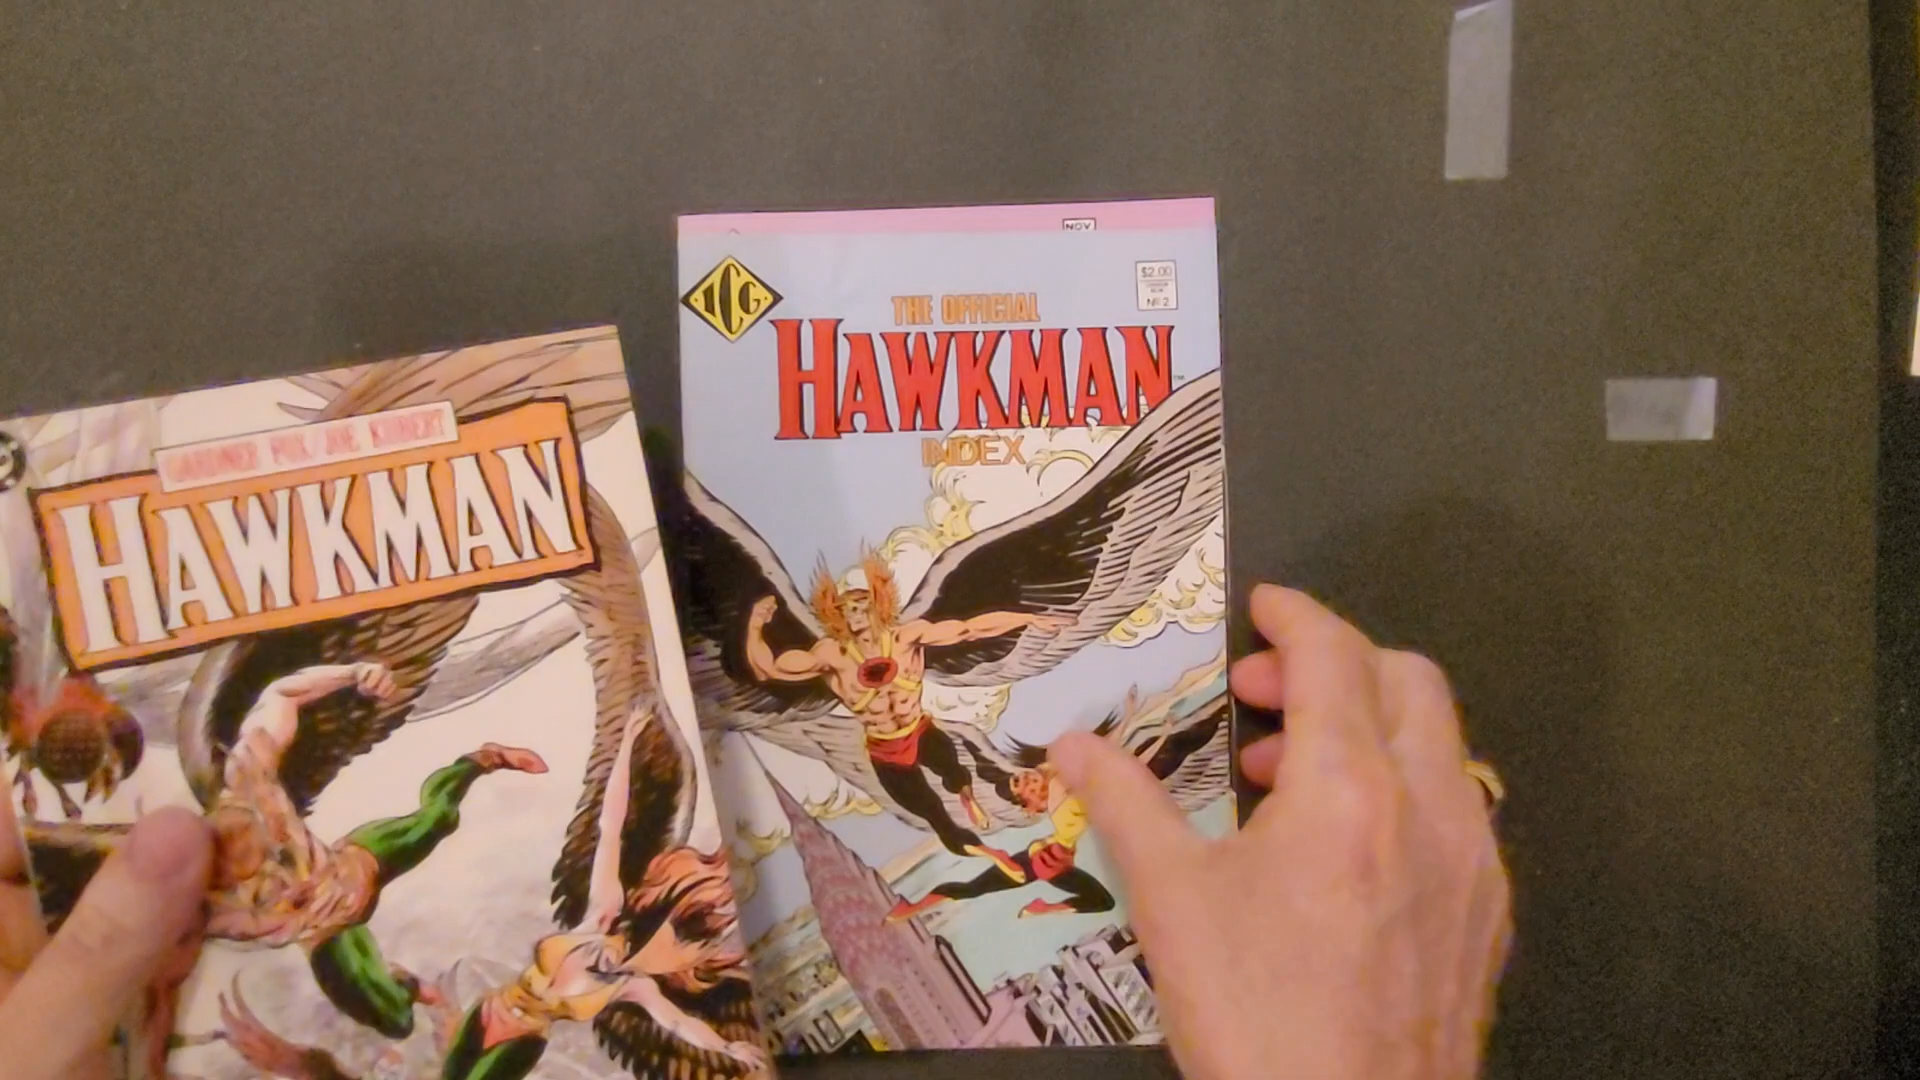 GARDNER FOX/JOE KUBERT
HAWKMAN
NOV
ICG
$2.00
Nº 2
THE OFFICIAL
HAWKMAN
INDEX